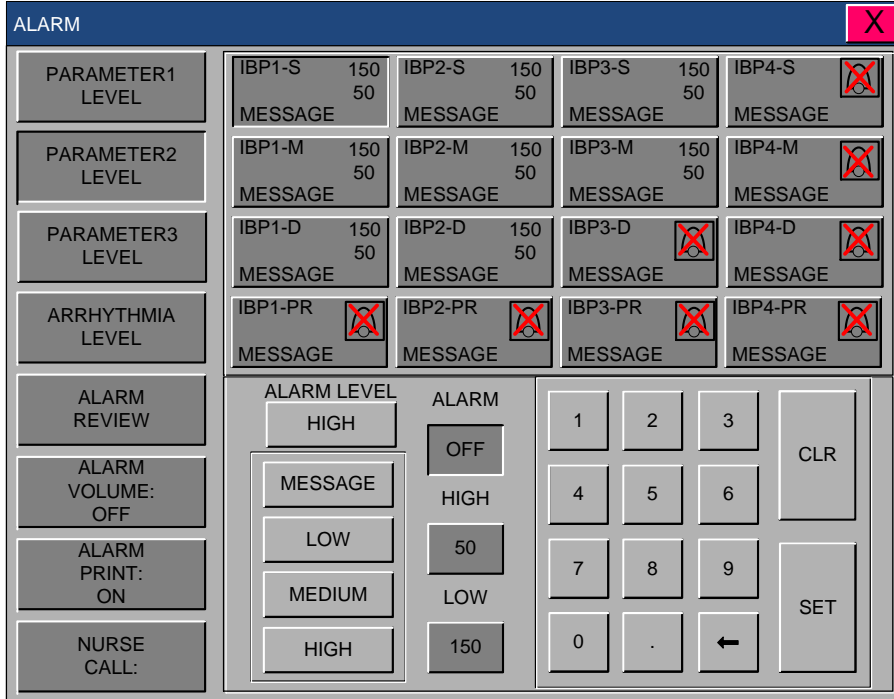 ALARM
X
PARAMETER1
LEVEL
PARAMETER2
LEVEL
PARAMETER3
LEVEL
ARRHYTHMIA
LEVEL
ALARM
REVIEW
ALARM
VOLUME:
OFF
ALARM
PRINT:
ON
NURSE
CALL:
IBP1-S 150
50
MESSAGE
IBP2-S 150
50
MESSAGE
IBP3-S 150
50
MESSAGE
IBP4-S
MESSAGE
IBP1-M 150
50
MESSAGE
IBP2-M 150
50
MESSAGE
IBP3-M 150
50
MESSAGE
IBP4-M
MESSAGE
IBP1-D 150
50
MESSAGE
IBP2-D 150
50
MESSAGE
IBP3-D
MESSAGE
IBP4-D
MESSAGE
IBP1-PR
MESSAGE
IBP2-PR
MESSAGE
IBP3-PR
MESSAGE
IBP4-PR
MESSAGE
ALARM LEVEL
HIGH
MESSAGE
LOW
MEDIUM
HIGH
ALARM
OFF
HIGH
50
LOW
150
1 2 3
4 5 6
7 8 9
0 . ←
CLR
SET